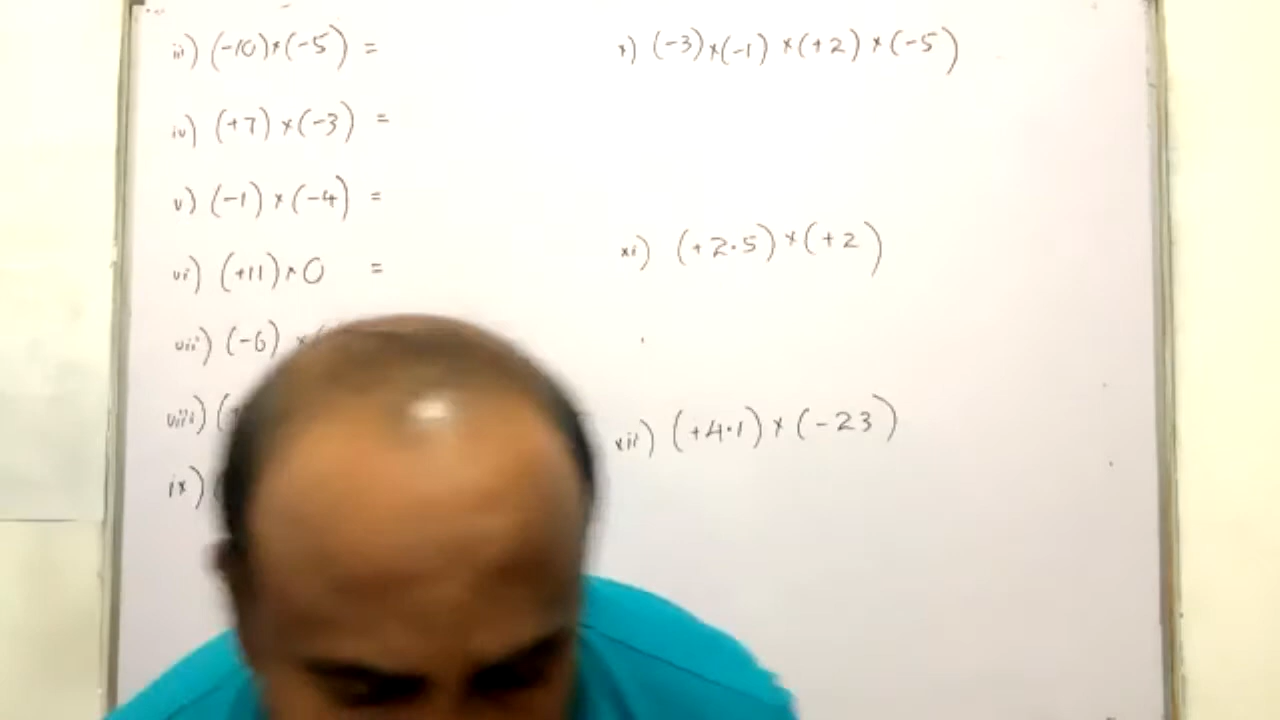 iii) (-10)×(-5) =
iv) (+7)×(-3) =
v) (-1)×(-4) =
vi) (+11)×0 =
vii) (-6) ×(
viii) (
ix) (
x) (-3)×(-1)×(+2)×(-5)
xi) (+2.5)×(+2)
xii) (+4.1)×(-23)